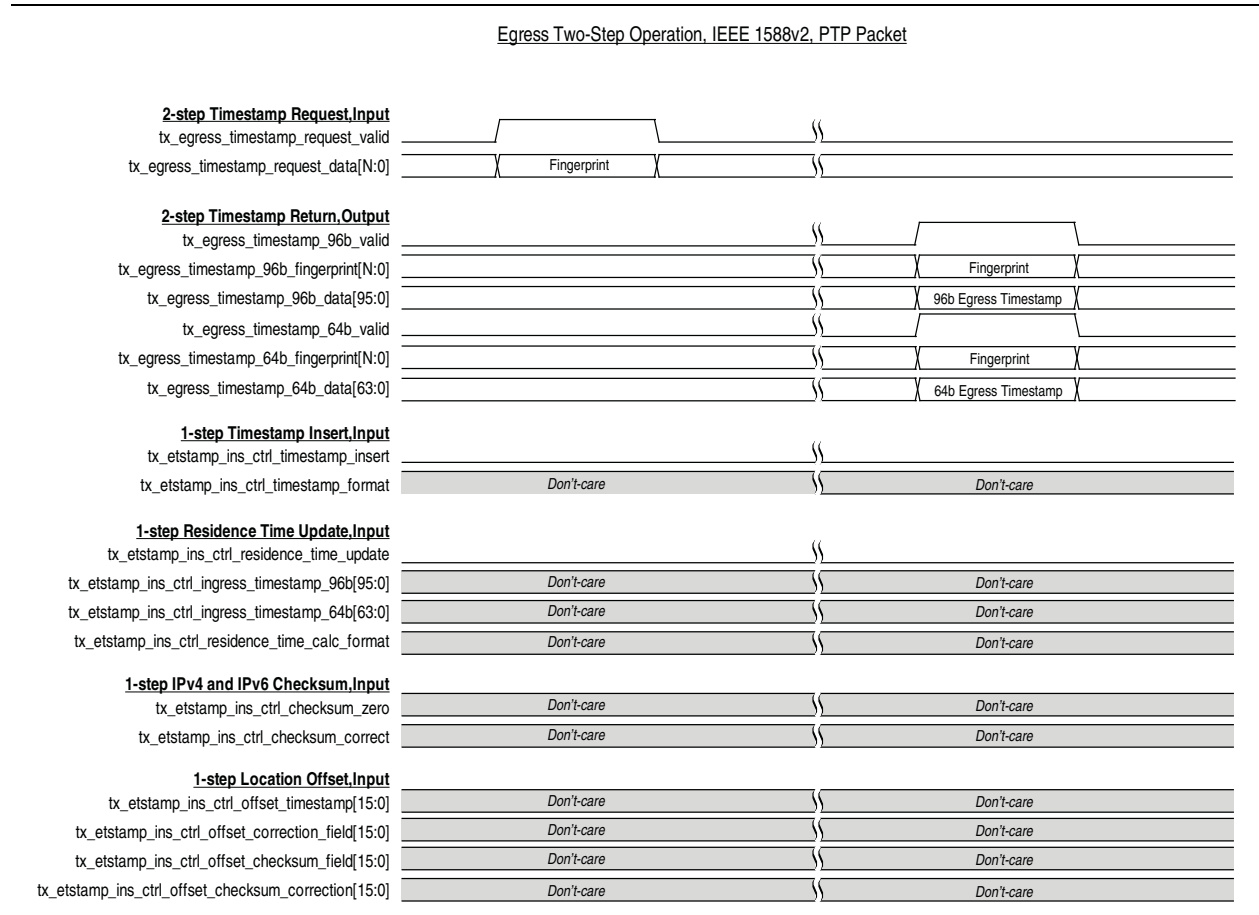 Egress Two-Step Operation, IEEE 1588v2, PTP Packet
2-step Timestamp Request,Input
tx_egress_timestamp_request_valid
tx_egress_timestamp_request_data[N:0] Fingerprint
2-step Timestamp Return,Output
tx_egress_timestamp_96b_valid
tx_egress_timestamp_96b_fingerprint[N:0] Fingerprint
tx_egress_timestamp_96b_data[95:0] 96b Egress Timestamp
tx_egress_timestamp_64b_valid
tx_egress_timestamp_64b_fingerprint[N:0] Fingerprint
tx_egress_timestamp_64b_data[63:0] 64b Egress Timestamp
1-step Timestamp Insert,Input
tx_etstamp_ins_ctrl_timestamp_insert
tx_etstamp_ins_ctrl_timestamp_format Don't-care Don't-care
1-step Residence Time Update,Input
tx_etstamp_ins_ctrl_residence_time_update
tx_etstamp_ins_ctrl_ingress_timestamp_96b[95:0] Don't-care Don't-care
tx_etstamp_ins_ctrl_ingress_timestamp_64b[63:0] Don't-care Don't-care
tx_etstamp_ins_ctrl_residence_time_calc_format Don't-care Don't-care
1-step IPv4 and IPv6 Checksum,Input
tx_etstamp_ins_ctrl_checksum_zero Don't-care Don't-care
tx_etstamp_ins_ctrl_checksum_correct Don't-care Don't-care
1-step Location Offset,Input
tx_etstamp_ins_ctrl_offset_timestamp[15:0] Don't-care Don't-care
tx_etstamp_ins_ctrl_offset_correction_field[15:0] Don't-care Don't-care
tx_etstamp_ins_ctrl_offset_checksum_field[15:0] Don't-care Don't-care
tx_etstamp_ins_ctrl_offset_checksum_correction[15:0] Don't-care Don't-care